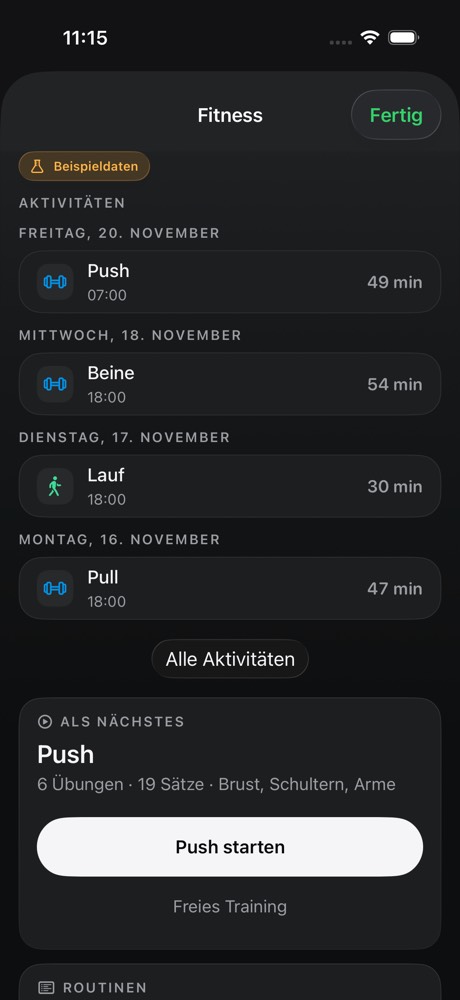 11:15
Fitness
Fertig
Beispieldaten
AKTIVITÄTEN
FREITAG, 20. NOVEMBER
Push
07:00
49 min
MITTWOCH, 18. NOVEMBER
Beine
18:00
54 min
DIENSTAG, 17. NOVEMBER
Lauf
18:00
30 min
MONTAG, 16. NOVEMBER
Pull
18:00
47 min
Alle Aktivitäten
ALS NÄCHSTES
Push
6 Übungen · 19 Sätze · Brust, Schultern, Arme
Push starten
Freies Training
ROUTINEN